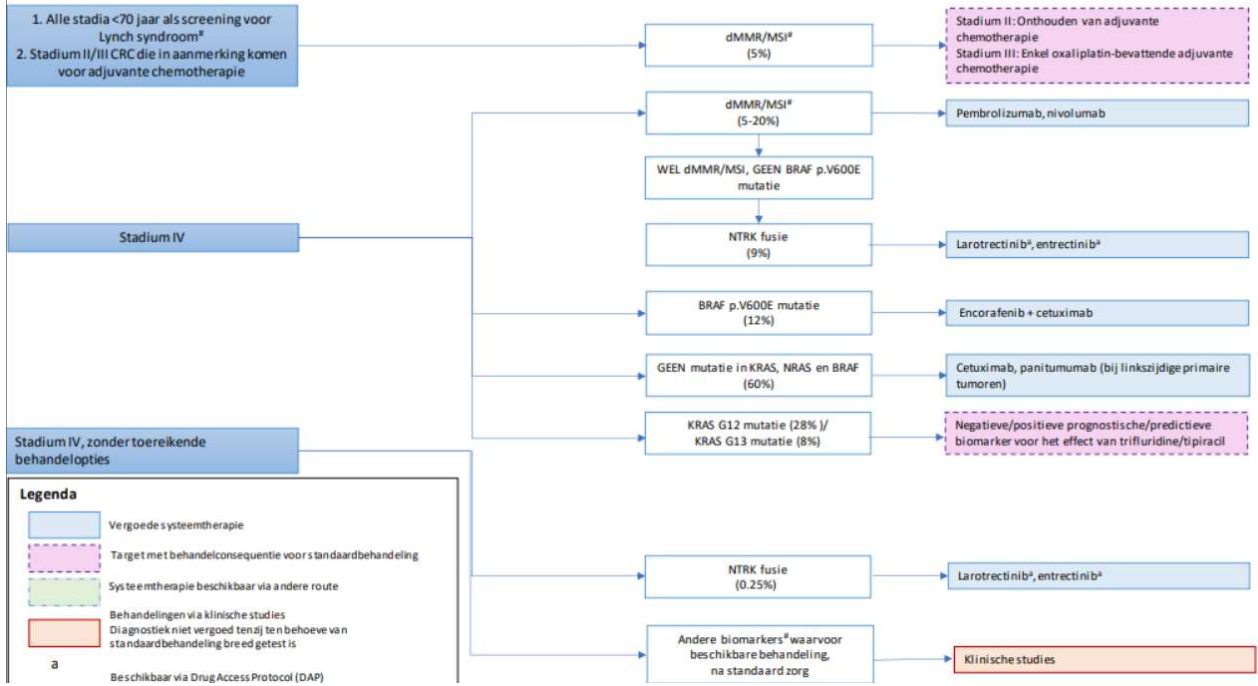 1. Alle stadia <70 jaar als screening voor
Lynch syndroom#
2. Stadium II/III CRC die in aanmerking komen
voor adjuvante chemotherapie
dMMR/MSI#
(5%)
Stadium II: Onthouden van adjuvante
chemotherapie
Stadium III: Enkel oxaliplatin-bevattende adjuvante
chemotherapie
dMMR/MSI#
(5-20%)
Pembrolizumab, nivolumab
WEL dMMR/MSI, GEEN BRAF p.V600E
mutatie
Stadium IV
NTRK fusie
(9%)
Larotrectinibª, entrectinibª
BRAF p.V600E mutatie
(12%)
Encorafenib + cetuximab
GEEN mutatie in KRAS, NRAS en BRAF
(60%)
Cetuximab, panitumumab (bij linkszijdige primaire
tumoren)
KRAS G12 mutatie (28% )/
KRAS G13 mutatie (8%)
Negatieve/positieve prognostische/predictieve
biomarker voor het effect van trifluridine/tipiracil
Stadium IV, zonder toereikende
behandelopties
NTRK fusie
(0.25%)
Larotrectinibª, entrectinibª
Andere biomarkers# waarvoor
beschikbare behandeling,
na standaard zorg
Klinische studies
Legenda
Vergoede systeemtherapie
Target met behandelconsequentie voor standaardbehandeling
Systeemtherapie beschikbaar via andere route
Behandelingen via klinische studies
Diagnostiek niet vergoed tenzij ten behoeve van
standaardbehandeling breed getest is
a
Beschikbaar via Drug Access Protocol (DAP)